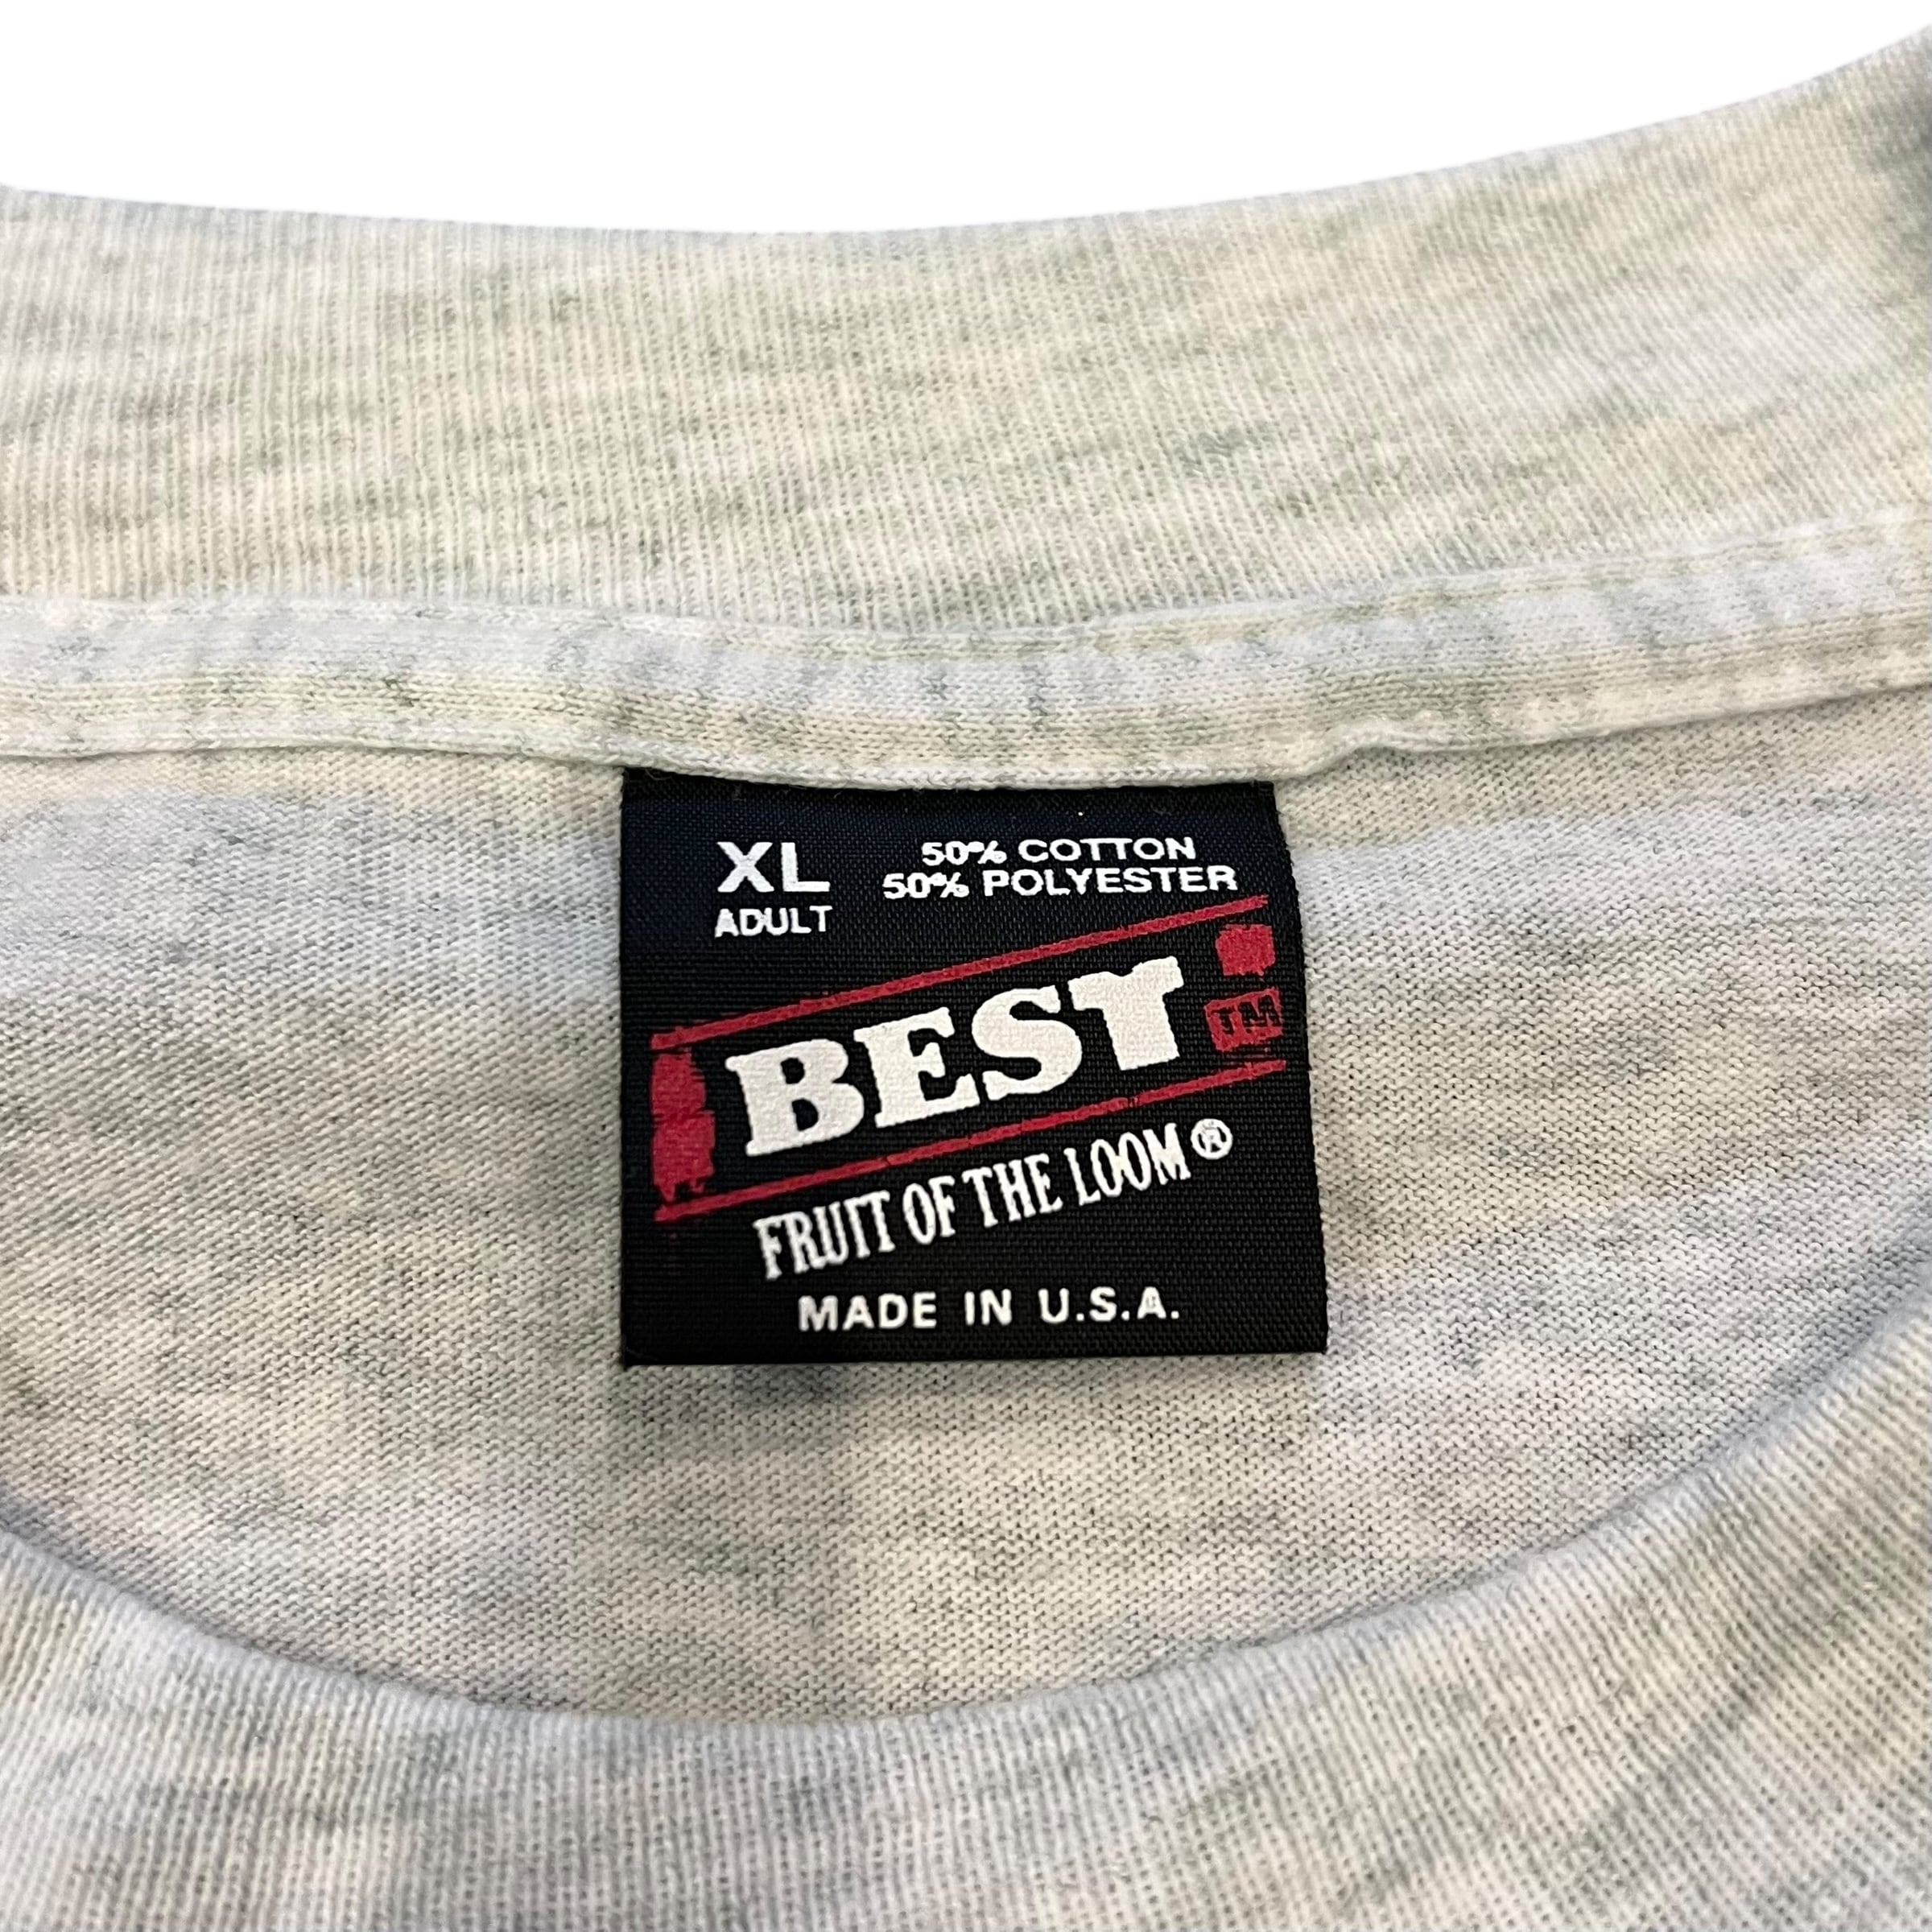 XL
ADULT
50% COTTON
50% POLYESTER
BEST
TM
FRUIT OF THE LOOM®
MADE IN U.S.A.